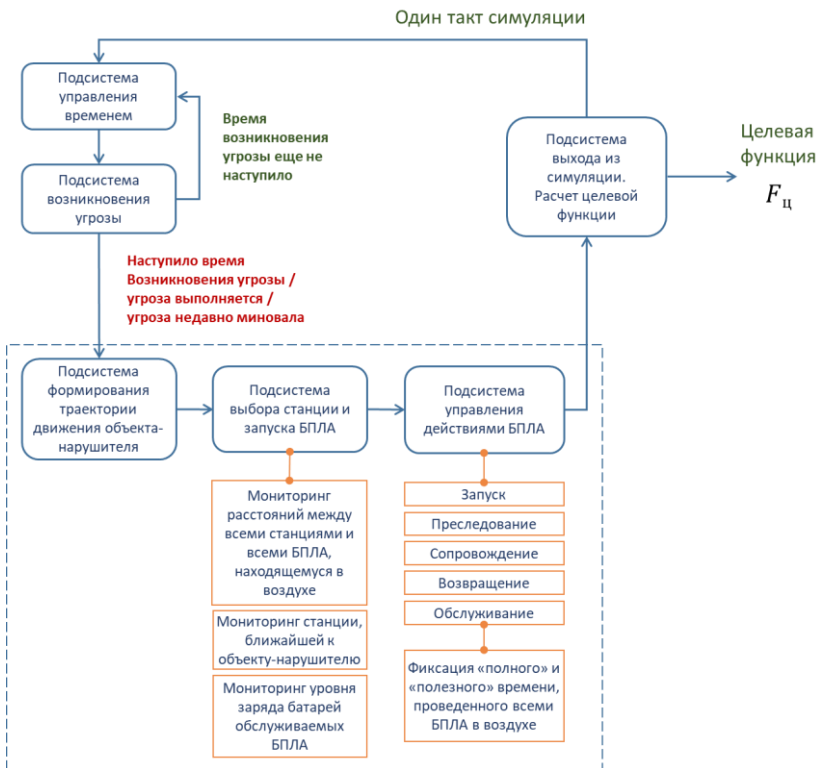 Один такт симуляции
Подсистема
управления
временем
Время
возникновения
угрозы еще не
наступило
Подсистема
возникновения
угрозы
Подсистема
выхода из
симуляции.
Расчет целевой
функции
Целевая
функция
Fц
Наступило время
Возникновения угрозы /
угроза выполняется /
угроза недавно миновала
Подсистема
формирования
траектории
движения объекта-
нарушителя
Подсистема
выбора станции и
запуска БПЛА
Подсистема
управления
действиями БПЛА
Мониторинг
расстояний между
всеми станциями и
всеми БПЛА,
находящемуся в
воздухе
Мониторинг станции,
ближайшей к
объекту-нарушителю
Мониторинг уровня
заряда батарей
обслуживаемых
БПЛА
Запуск
Преследование
Сопровождение
Возвращение
Обслуживание
Фиксация «полного» и
«полезного» времени,
проведенного всеми
БПЛА в воздухе